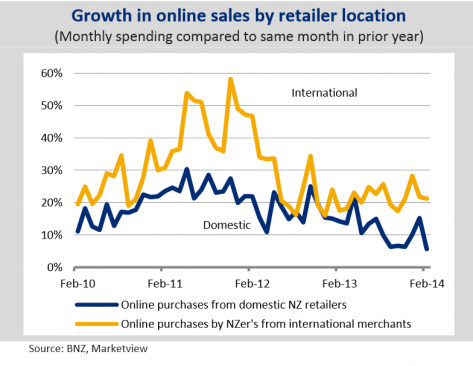 Growth in online sales by retailer location
(Monthly spending compared to same month in prior year)
60%
International
50%
40%
30%
20%
Domestic
10%
0%
Feb-10 Feb-11 Feb-12 Feb-13 Feb-14
Online purchases from domestic NZ retailers
Online purchases by NZer's from international merchants
Source: BNZ, Marketview